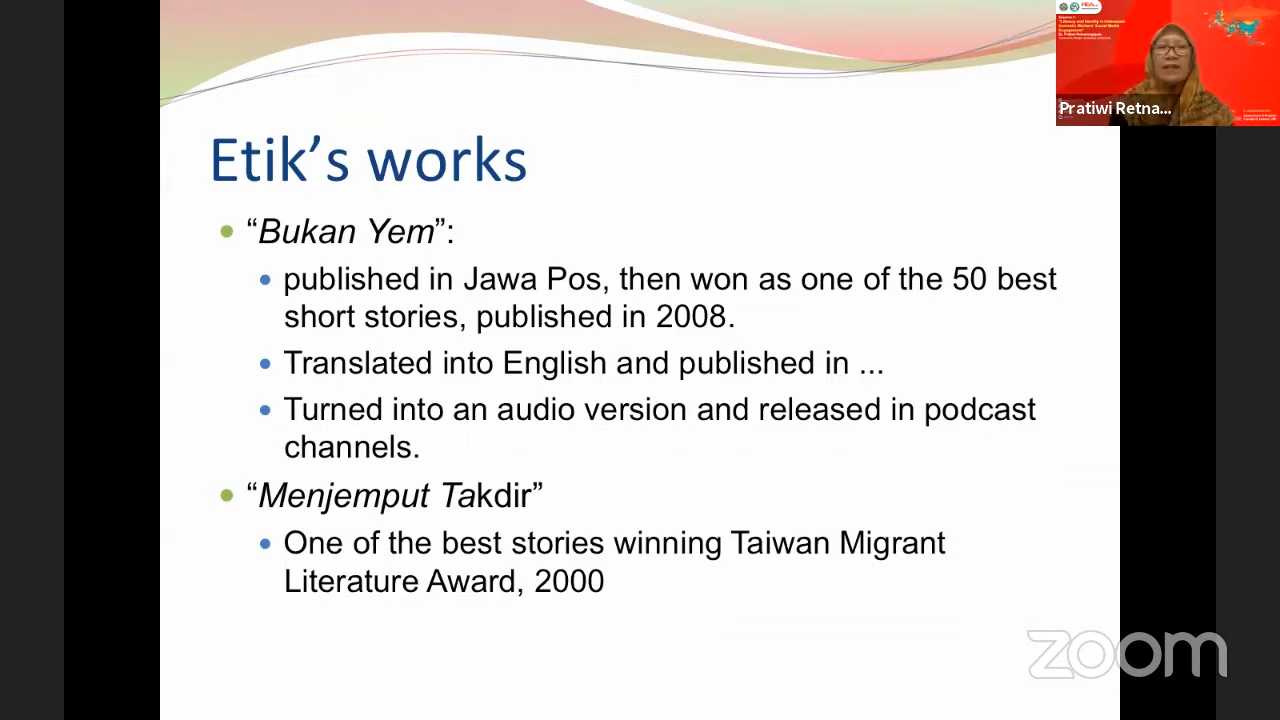 Etik’s works
“Bukan Yem”:
published in Jawa Pos, then won as one of the 50 best
short stories, published in 2008.
Translated into English and published in ...
Turned into an audio version and released in podcast
channels.
“Menjemput Takdir”
One of the best stories winning Taiwan Migrant
Literature Award, 2000
Pratiwi Retna...
zoom